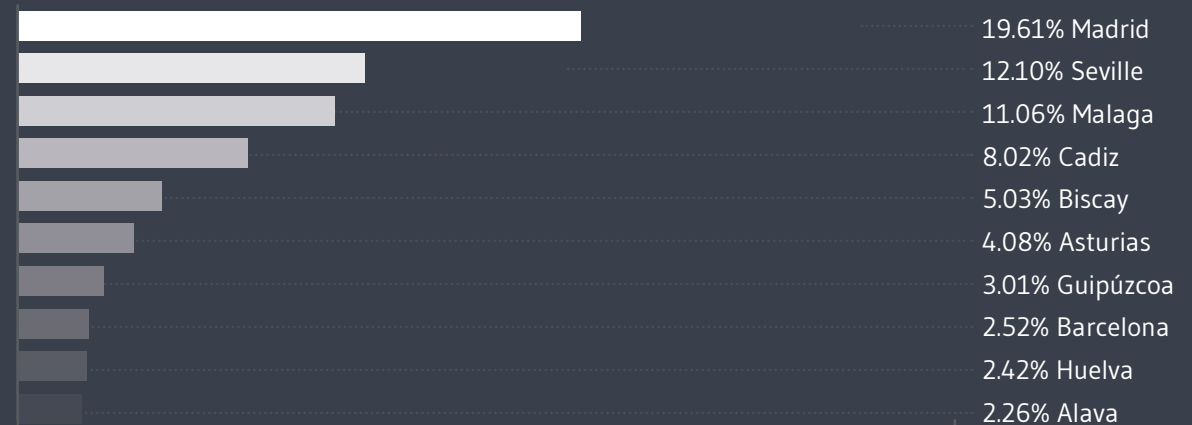 19.61% Madrid
12.10% Seville
11.06% Malaga
8.02% Cadiz
5.03% Biscay
4.08% Asturias
3.01% Guipúzcoa
2.52% Barcelona
2.42% Huelva
2.26% Alava